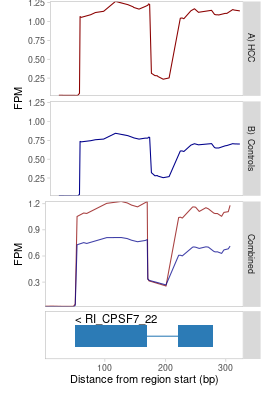 1.25
1.00
0.75
0.50
0.25
A) HCC
FPM
1.25
1.00
0.75
0.50
0.25
B) Controls
1.2
0.9
0.6
0.3
FPM
Combined
< RI_CPSF7_22
0
100
200
300
Distance from region start (bp)